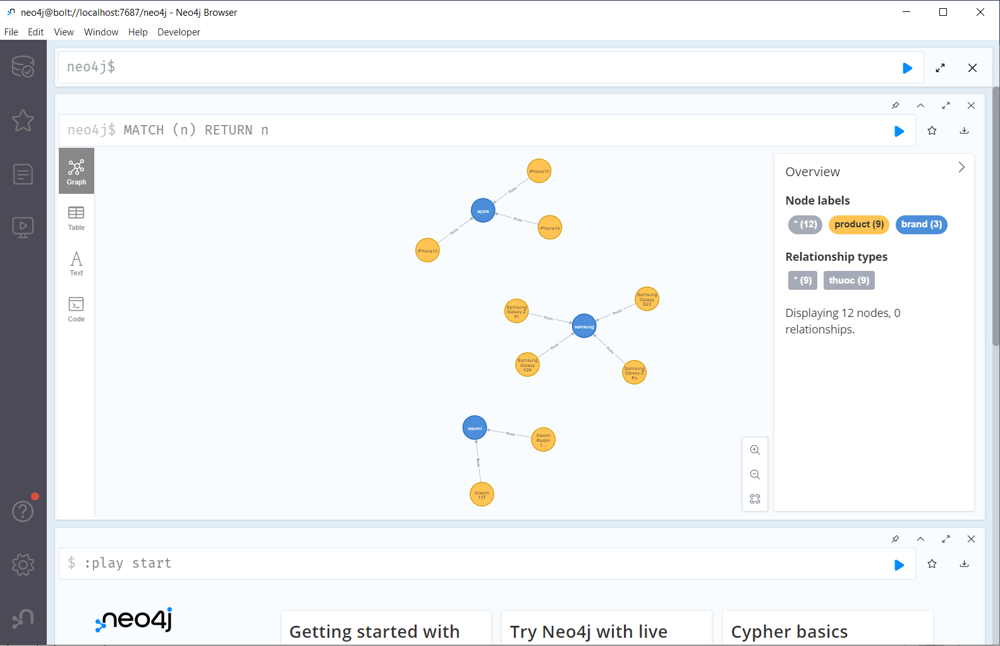 neo4j@bolt://localhost:7687/neo4j - Neo4j Browser
File Edit View Window Help Developer
neo4j$
neo4j$ MATCH (n) RETURN n
Graph
Table
Text
Code
iPhone15
thuoc
apple
thuoc
iPhone14
thuoc
iPhone13
Samsung
Galaxy
S23
Samsung
Galaxy Z
Fl
thuoc
thuoc
samsung
thuoc
thuoc
Samsung
Galaxy
A24
Samsung
Galaxy Z
Fo
xiaomi
thuoc
Xiaomi
Redmi
1...
thuoc
Xiaomi
13T
Overview
Node labels
* (12) product (9) brand (3)
Relationship types
* (9) thuoc (9)
Displaying 12 nodes, 0
relationships.
$ :play start
neo4j
Getting started with
Try Neo4j with live
Cypher basics